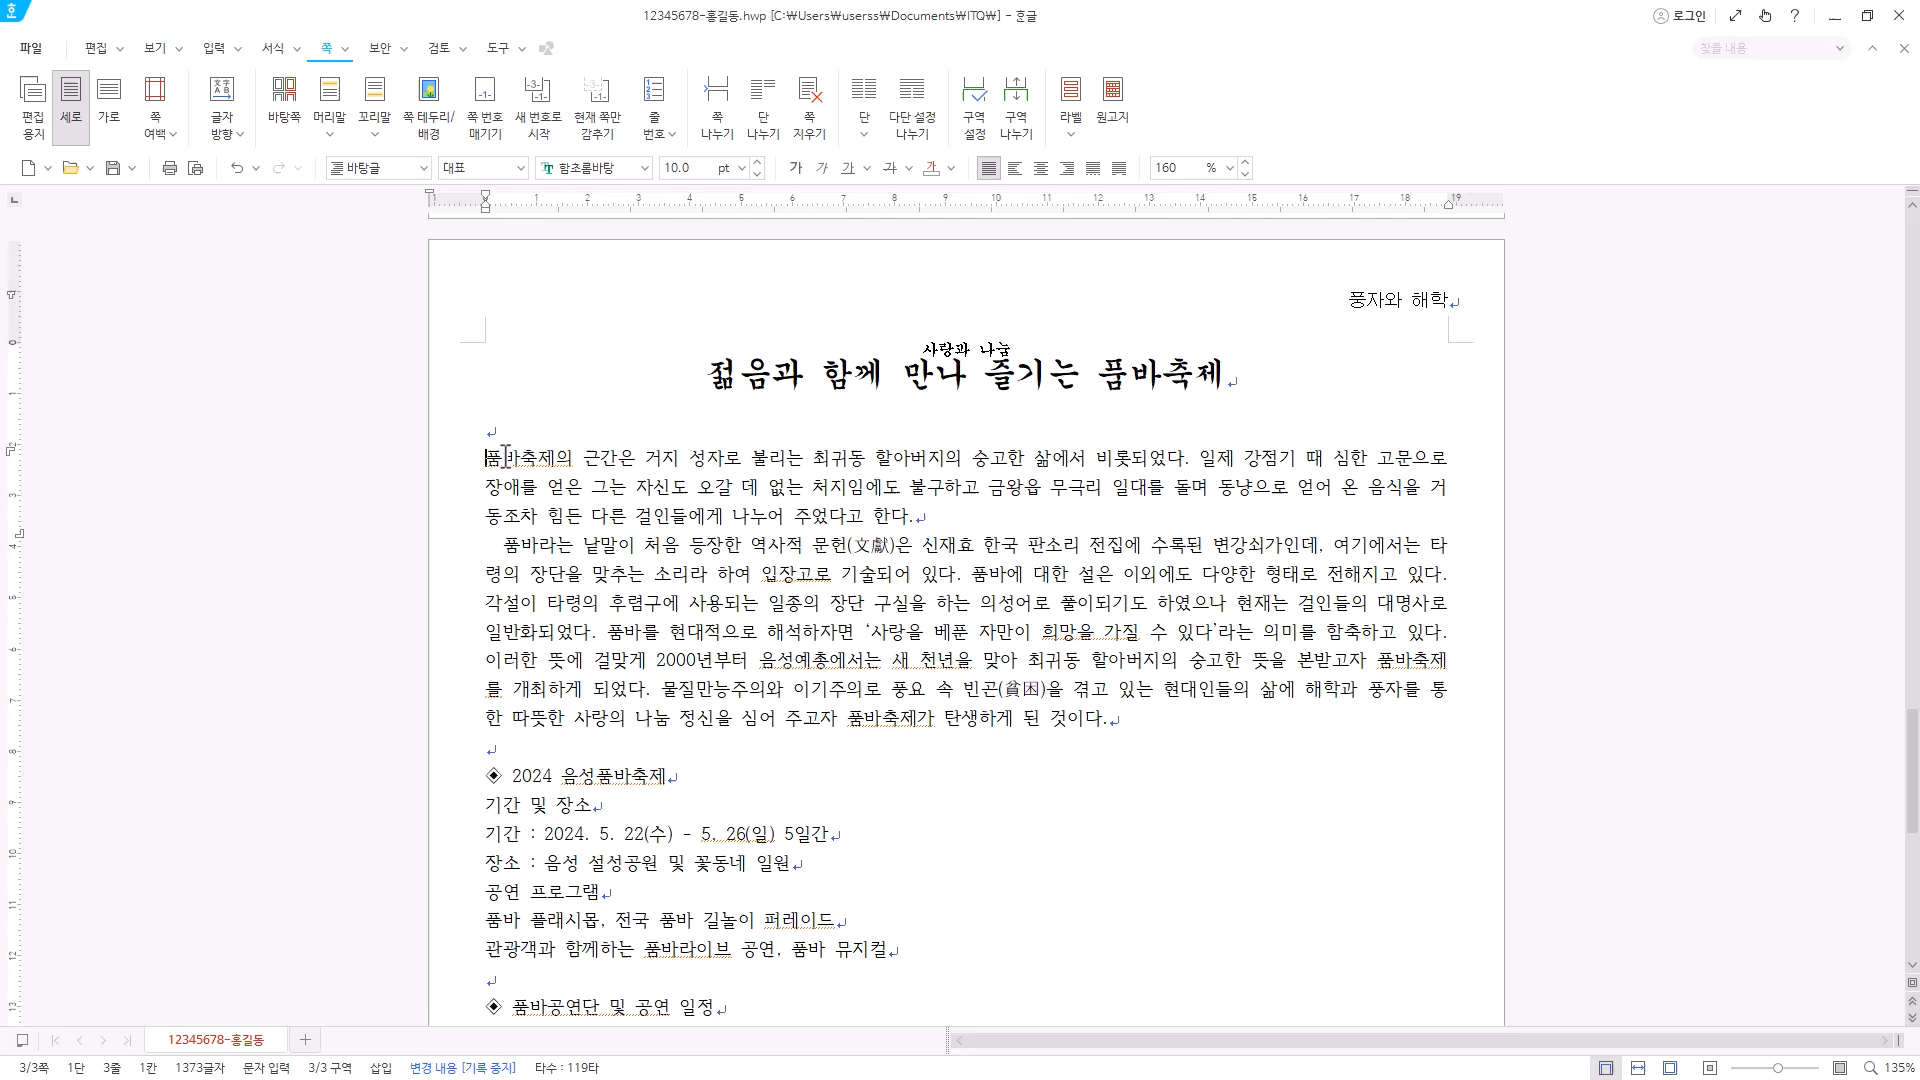 12345678-홍길동.hwp [C:₩Users₩userss₩Documents₩ITQ₩] - 한글
로그인
파일 편집 보기 입력 서식 쪽 보안 검토 도구
찾을 내용
편집 용지
세로
가로
쪽 여백
글자 방향
바탕쪽
머리말
꼬리말
쪽 테두리/배경
쪽 번호 매기기
새 번호로 시작
현재 쪽만 감추기
줄 번호
쪽 나누기
단 나누기
쪽 지우기
단
다단 설정 나누기
구역 설정
구역 나누기
라벨
원고지
바탕글 대표 함초롬바탕 10.0 pt 가 가 가 가 가 160 %
1 1 2 3 4 5 6 7 8 9 10 11 12 13 14 15 16 17 18 19
풍자와 해학
사랑과 나눔
젊음과 함께 만나 즐기는 품바축제
품바축제의 근간은 거지 성자로 불리는 최귀동 할아버지의 숭고한 삶에서 비롯되었다. 일제 강점기 때 심한 고문으로
장애를 얻은 그는 자신도 오갈 데 없는 처지임에도 불구하고 금왕읍 무극리 일대를 돌며 동냥으로 얻어 온 음식을 거
동조차 힘든 다른 걸인들에게 나누어 주었다고 한다.
품바라는 낱말이 처음 등장한 역사적 문헌(文獻)은 신재효 한국 판소리 전집에 수록된 변강쇠가인데, 여기에서는 타
령의 장단을 맞추는 소리라 하여 입장고로 기술되어 있다. 품바에 대한 설은 이외에도 다양한 형태로 전해지고 있다.
각설이 타령의 후렴구에 사용되는 일종의 장단 구실을 하는 의성어로 풀이되기도 하였으나 현재는 걸인들의 대명사로
일반화되었다. 품바를 현대적으로 해석하자면 ‘사랑을 베푼 자만이 희망을 가질 수 있다’라는 의미를 함축하고 있다.
이러한 뜻에 걸맞게 2000년부터 음성예총에서는 새 천년을 맞아 최귀동 할아버지의 숭고한 뜻을 본받고자 품바축제
를 개최하게 되었다. 물질만능주의와 이기주의로 풍요 속 빈곤(貧困)을 겪고 있는 현대인들의 삶에 해학과 풍자를 통
한 따뜻한 사랑의 나눔 정신을 심어 주고자 품바축제가 탄생하게 된 것이다.
◈ 2024 음성품바축제
기간 및 장소
기간 : 2024. 5. 22(수) - 5. 26(일) 5일간
장소 : 음성 설성공원 및 꽃동네 일원
공연 프로그램
품바 플래시몹, 전국 품바 길놀이 퍼레이드
관광객과 함께하는 품바라이브 공연, 품바 뮤지컬
◈ 품바공연단 및 공연 일정
12345678-홍길동
3/3쪽 1단 3줄 1칸 1373글자 문자 입력 3/3 구역 삽입 변경 내용 [기록 중지] 타수 : 119타
135%